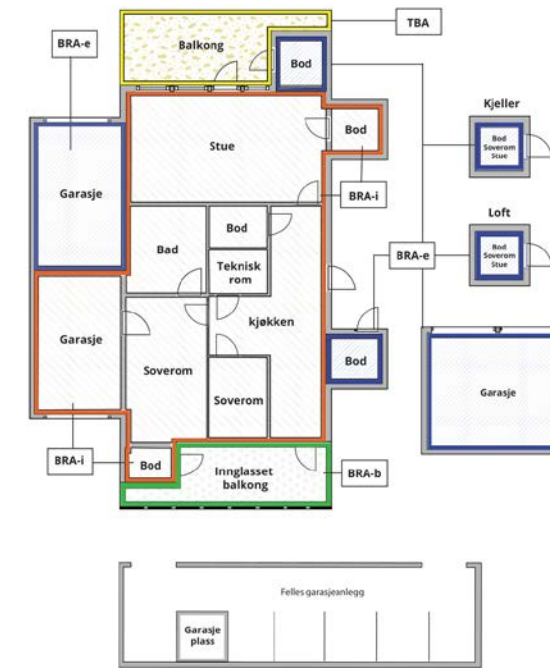 TBA
BRA-e
Balkong
Bod
Kjeller
Bod
Soverom
Stue
Stue
Bod
Garasje
BRA-i
Loft
Bod
Bod
Soverom
Stue
Bad
Teknisk
rom
BRA-e
kjøkken
Garasje
Bod
Soverom
Soverom
Garasje
BRA-i
Bod
Innglasset
balkong
BRA-b
Felles garasjeanlegg
Garasje
plass